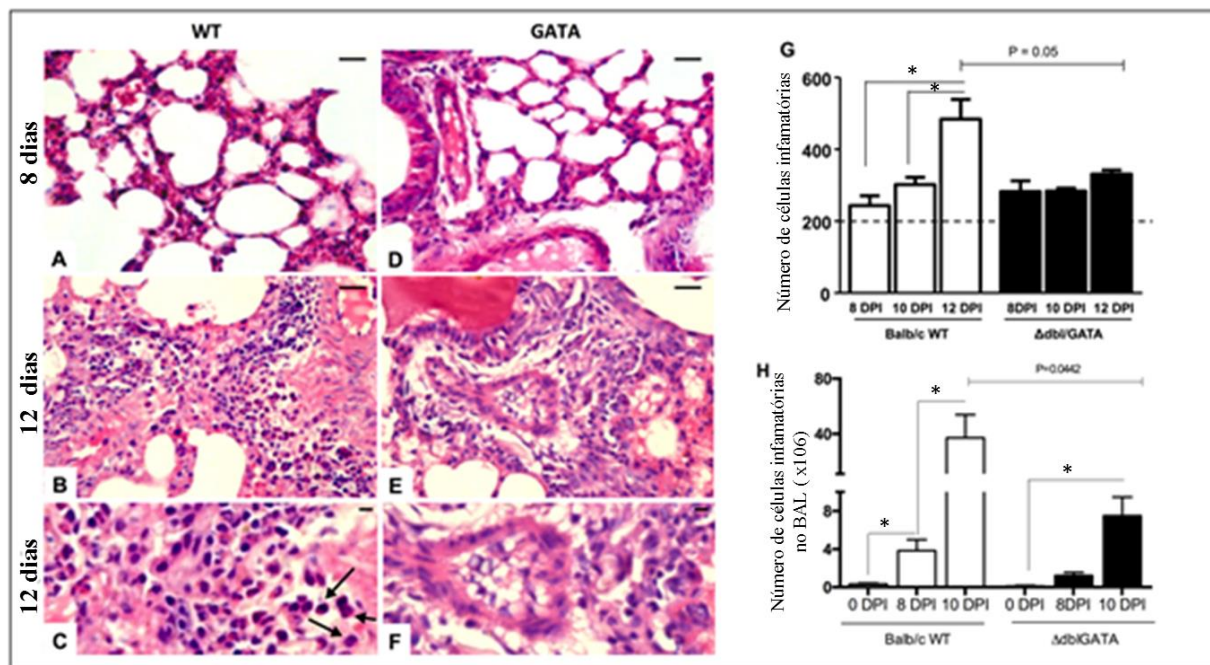 WT
GATA
8 dias
A
D
12 dias
B
E
12 dias
C
F
G
P = 0.05
*
*
Número de células infamatórias
600
400
200
0
8 DPI 10 DPI 12 DPI
8DPI 10 DPI 12 DPI
Balb/c WT
Δdbl/GATA
H
P=0.0442
*
*
*
Número de células infamatórias
no BAL ( x106)
80
40
8
4
0
0 DPI 8 DPI 10 DPI
0 DPI 8DPI 10 DPI
Balb/c WT
ΔdblGATA